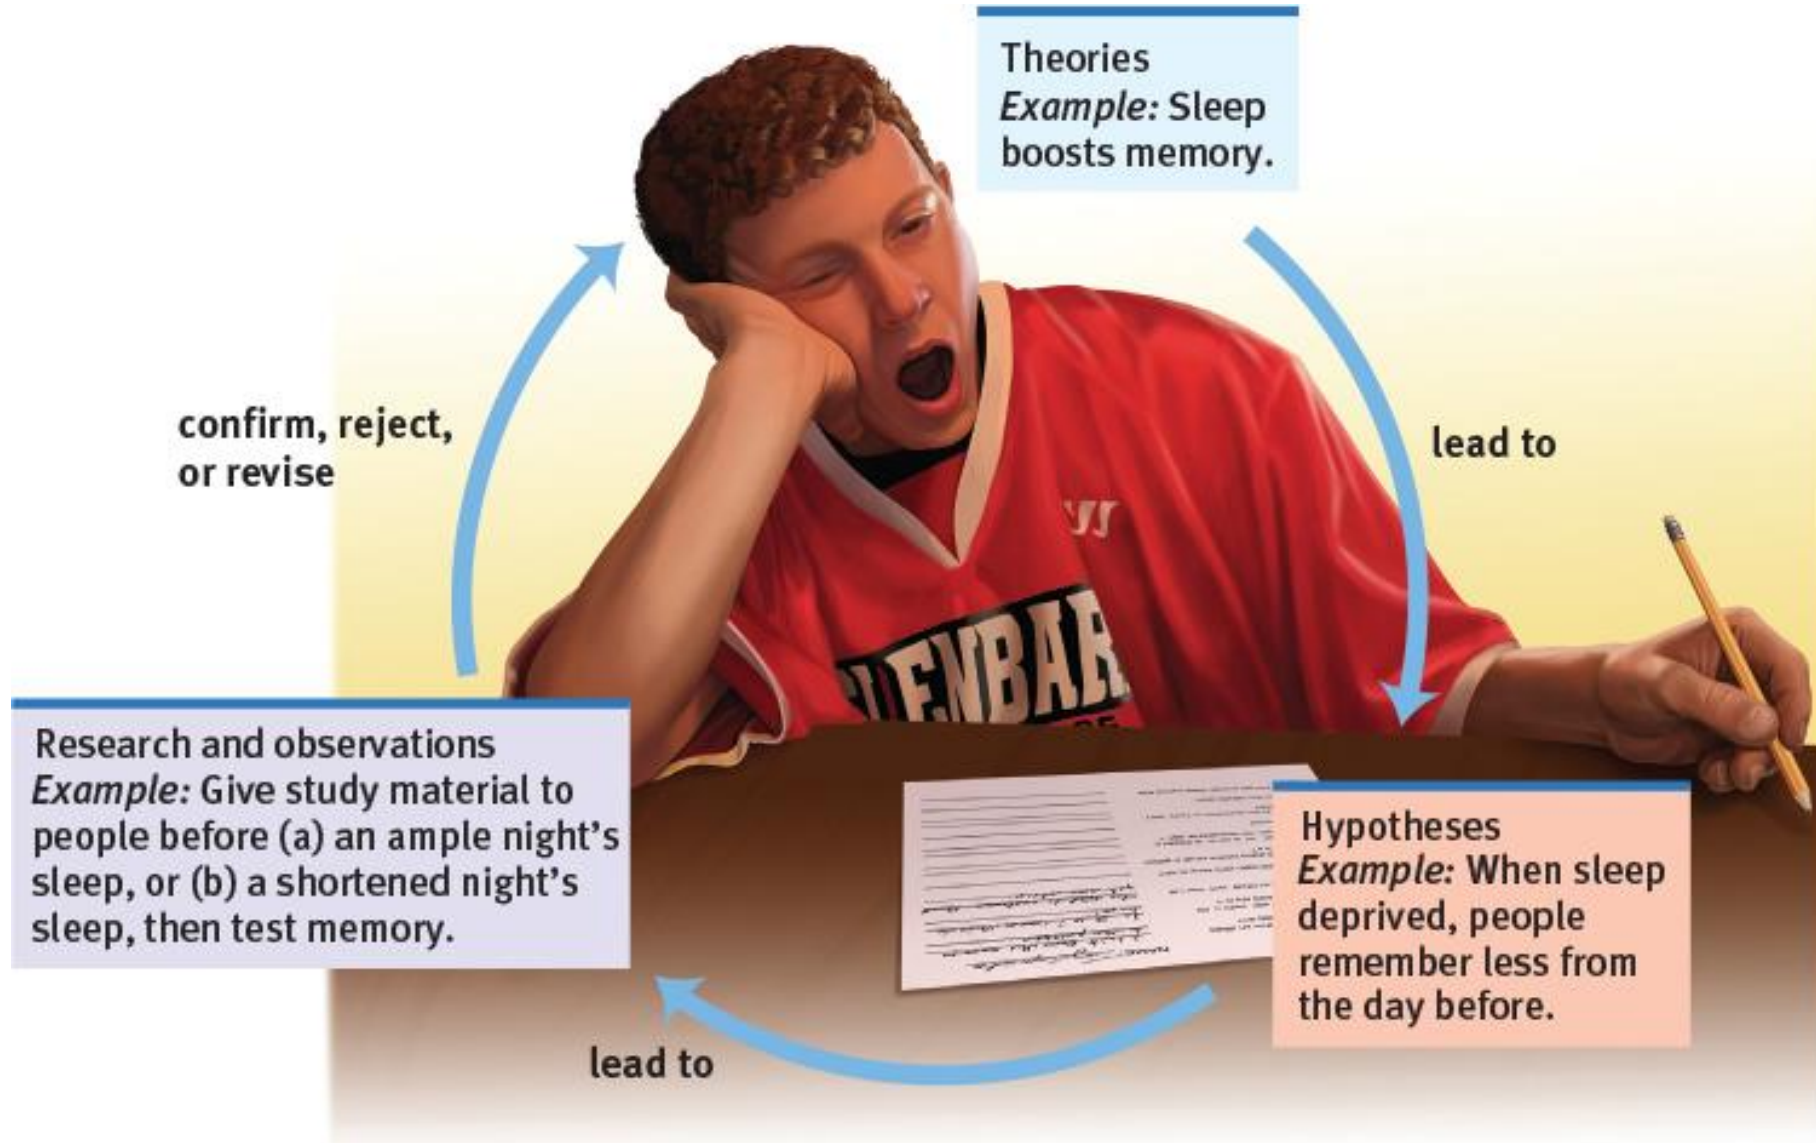 Theories
Example: Sleep
boosts memory.
confirm, reject,
or revise
lead to
Research and observations
Example: Give study material to
people before (a) an ample night's
sleep, or (b) a shortened night's
sleep, then test memory.
Hypotheses
Example: When sleep
deprived, people
remember less from
the day before.
lead to